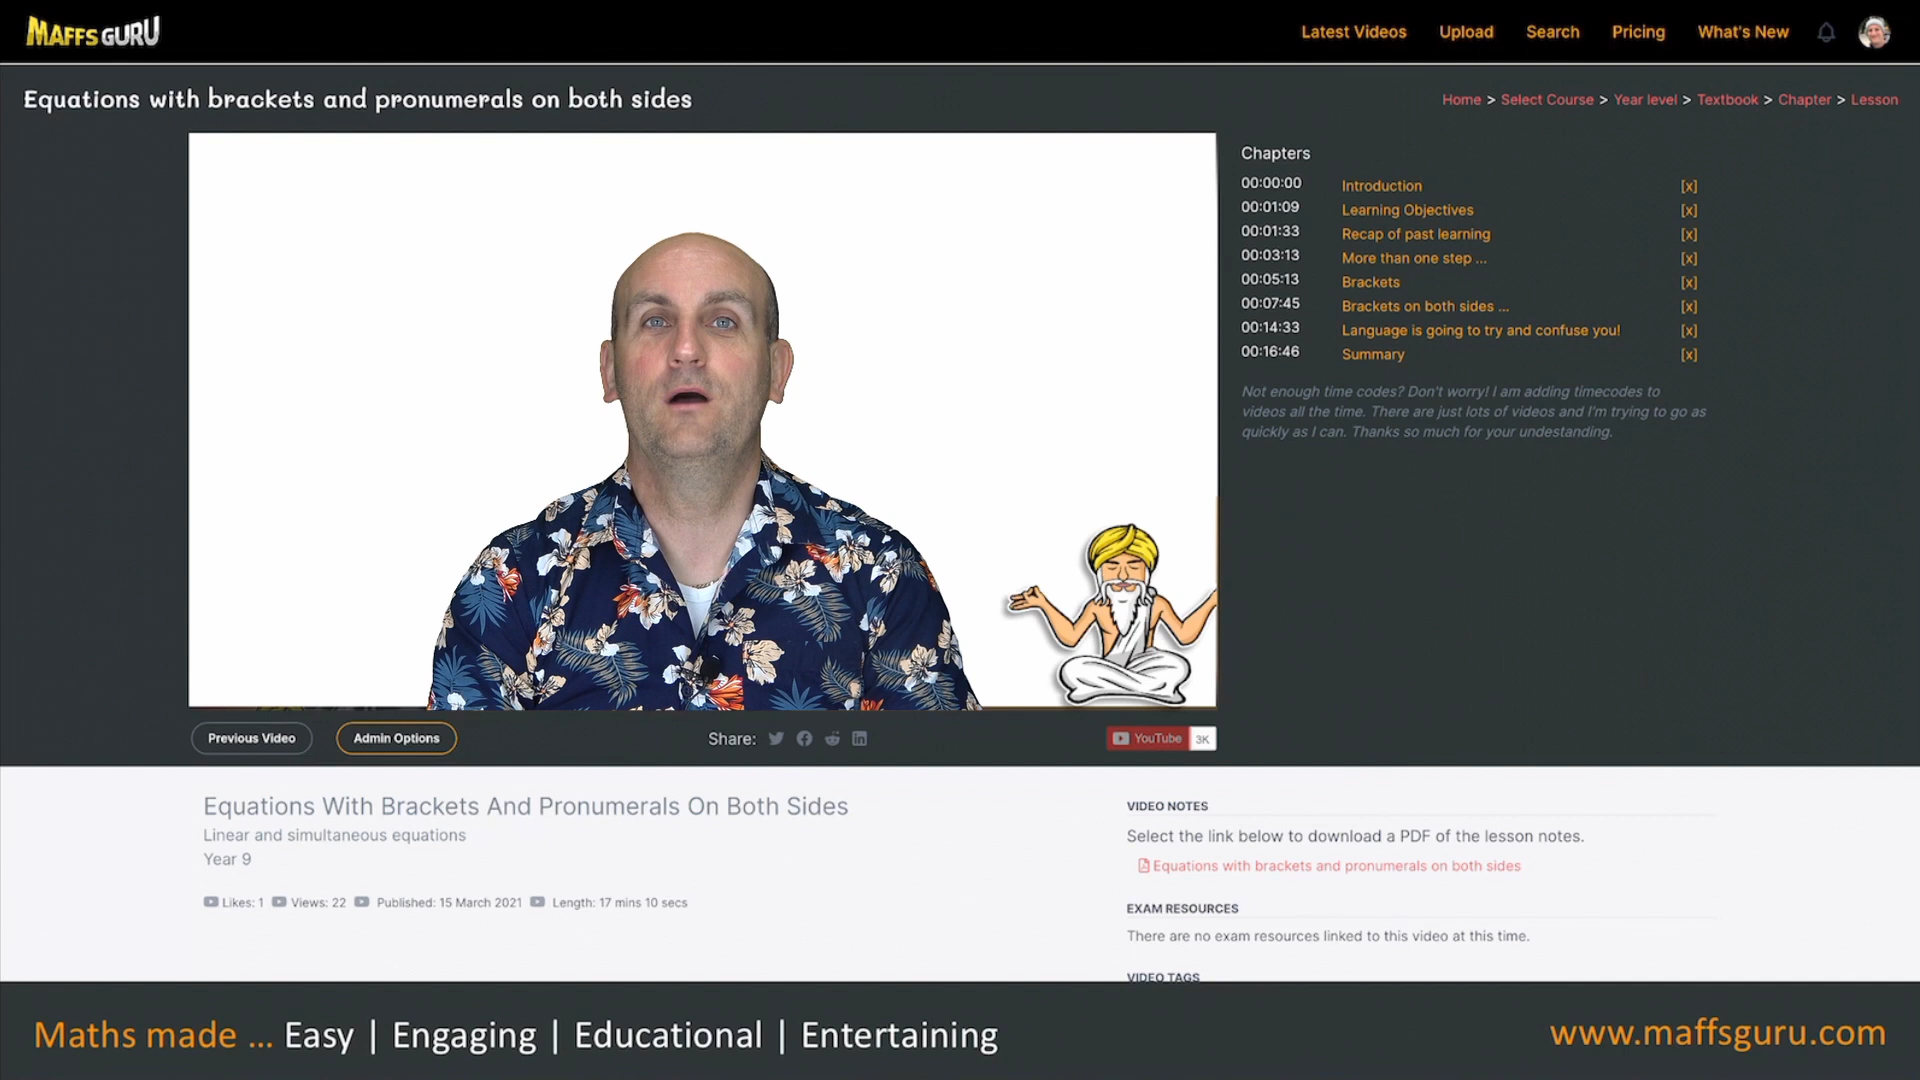 MAFFSGURU
Latest Videos Upload Search Pricing What's New
Equations with brackets and pronumerals on both sides
Home > Select Course > Year level > Textbook > Chapter > Lesson
Chapters
00:00:00 Introduction [x]
00:01:09 Learning Objectives [x]
00:01:33 Recap of past learning [x]
00:03:13 More than one step ... [x]
00:05:13 Brackets [x]
00:07:45 Brackets on both sides ... [x]
00:14:33 Language is going to try and confuse you! [x]
00:16:46 Summary [x]
Not enough time codes? Don't worry! I am adding timecodes to
videos all the time. There are just lots of videos and I'm trying to go as
quickly as I can. Thanks so much for your undestanding.
Previous Video Admin Options Share: YouTube 3K
Equations With Brackets And Pronumerals On Both Sides
Linear and simultaneous equations
Year 9
Likes: 1 Views: 22 Published: 15 March 2021 Length: 17 mins 10 secs
VIDEO NOTES
Select the link below to download a PDF of the lesson notes.
Equations with brackets and pronumerals on both sides
EXAM RESOURCES
There are no exam resources linked to this video at this time.
VIDEO TAGS
Maths made ... Easy | Engaging | Educational | Entertaining
www.maffsguru.com